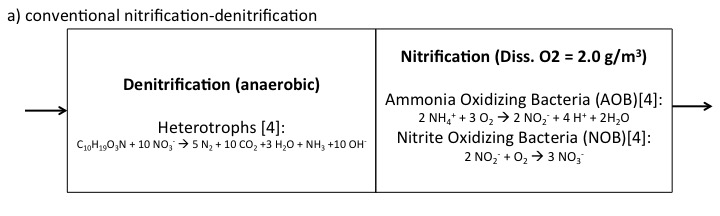 a) conventional nitrification-denitrification
Denitrification (anaerobic)
Heterotrophs [4]:
C₁₀H₁₉O₃N + 10 NO₃⁻ → 5 N₂ + 10 CO₂ +3 H₂O + NH₃ +10 OH⁻
Nitrification (Diss. O2 = 2.0 g/m³)
Ammonia Oxidizing Bacteria (AOB)[4]:
2 NH₄⁺ + 3 O₂ → 2 NO₂⁻ + 4 H⁺ + 2H₂O
Nitrite Oxidizing Bacteria (NOB)[4]:
2 NO₂⁻ + O₂ → 3 NO₃⁻